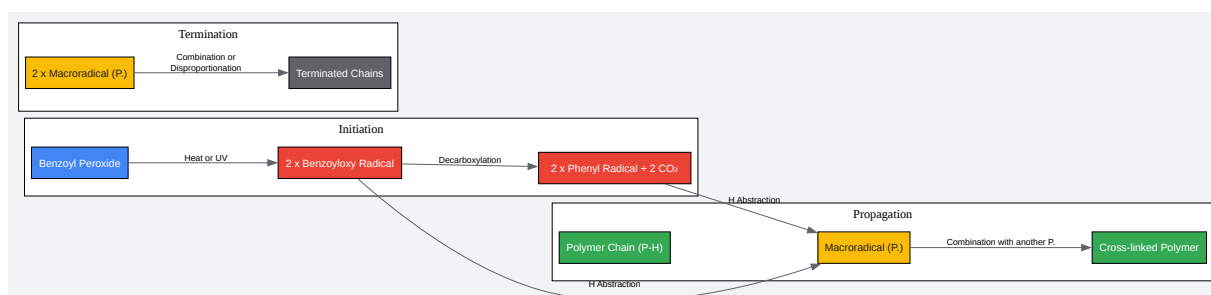 Termination
2 x Macroradical (P.)
Combination or
Disproportionation
Terminated Chains
Initiation
Benzoyl Peroxide
Heat or UV
2 x Benzoyloxy Radical
Decarboxylation
2 x Phenyl Radical + 2 CO₂
H Abstraction
Propagation
Polymer Chain (P-H)
Macroradical (P.)
Combination with another P.
Cross-linked Polymer
H Abstraction